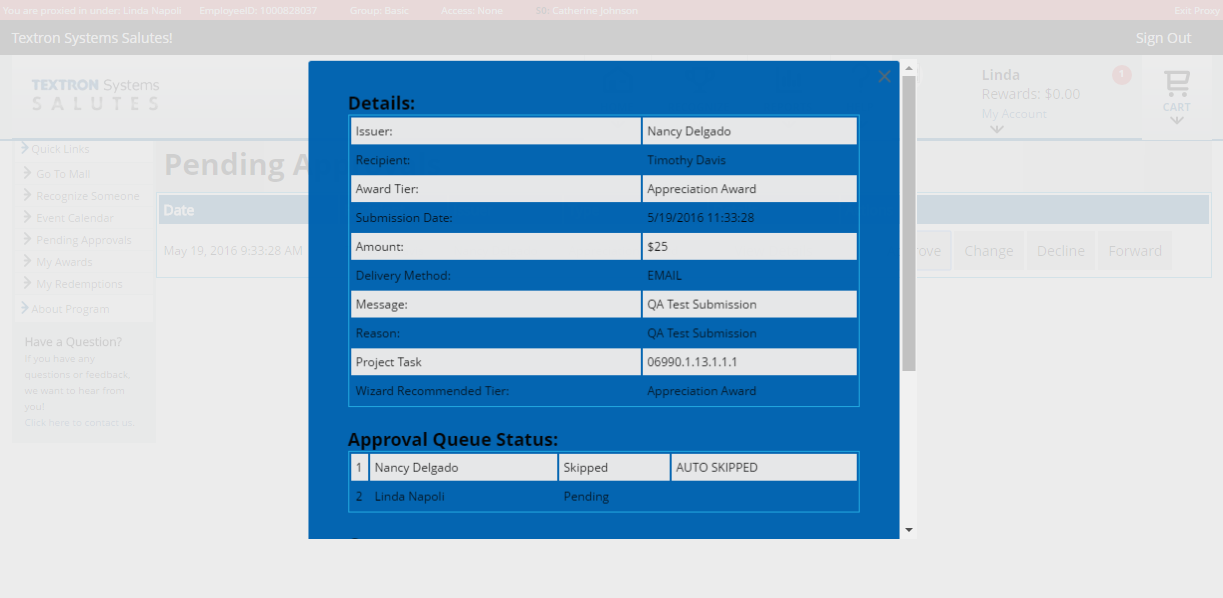 You are proxied in under: Linda Napoli EmployeeID: 1000828037 Group: Basic Access: None SG: Catherine Johnson Exit Proxy
Textron Systems Salutes! Sign Out
TEXTRON Systems
SALUTES
Linda
Rewards: $0.00
My Account
1
CART
Quick Links
Go To Mall
Recognize Someone
Event Calendar
Pending Approvals
My Awards
My Redemptions
About Program
Have a Question?
If you have any
questions or feedback,
we want to hear from
you!
Click here to contact us.
Pending A
Date
May 19, 2016 9:33:28 AM
ove Change Decline Forward
Details:
Issuer: Nancy Delgado
Recipient: Timothy Davis
Award Tier: Appreciation Award
Submission Date: 5/19/2016 11:33:28
Amount: $25
Delivery Method: EMAIL
Message: QA Test Submission
Reason: QA Test Submission
Project Task 06990.1.13.1.1.1
Wizard Recommended Tier: Appreciation Award
Approval Queue Status:
1 Nancy Delgado Skipped AUTO SKIPPED
2 Linda Napoli Pending